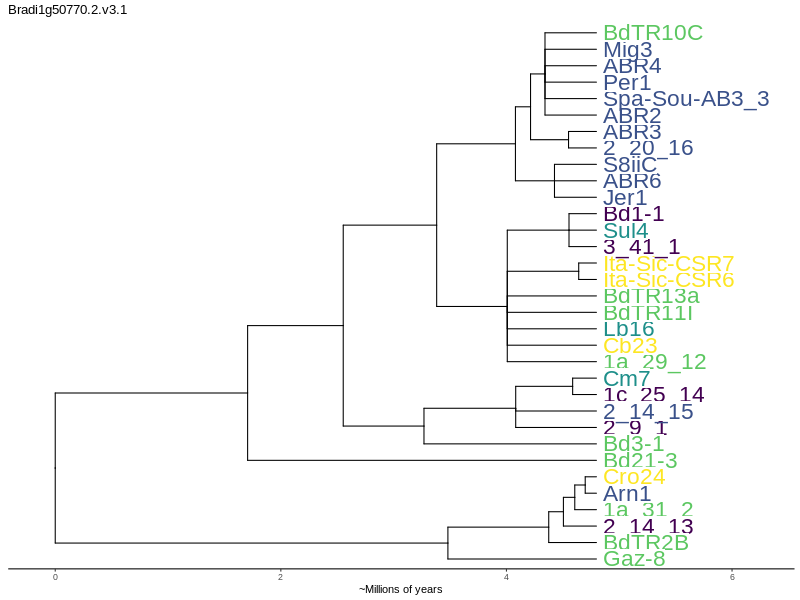 Bradi1g50770.2.v3.1
BdTR10C
Mig3
ABR4
Per1
Spa-Sou-AB3_3
ABR2
ABR3
2_20_16
S8iiC
ABR6
Jer1
Bd1-1
Sul4
3_41_1
Ita-Sic-CSR7
Ita-Sic-CSR6
BdTR13a
BdTR11I
Lb16
Cb23
1a_29_12
Cm7
1c_25_14
2_14_15
2_9_1
Bd3-1
Bd21-3
Cro24
Arn1
1a_31_2
2_14_13
BdTR2B
Gaz-8
0 2 4 6
~Millions of years